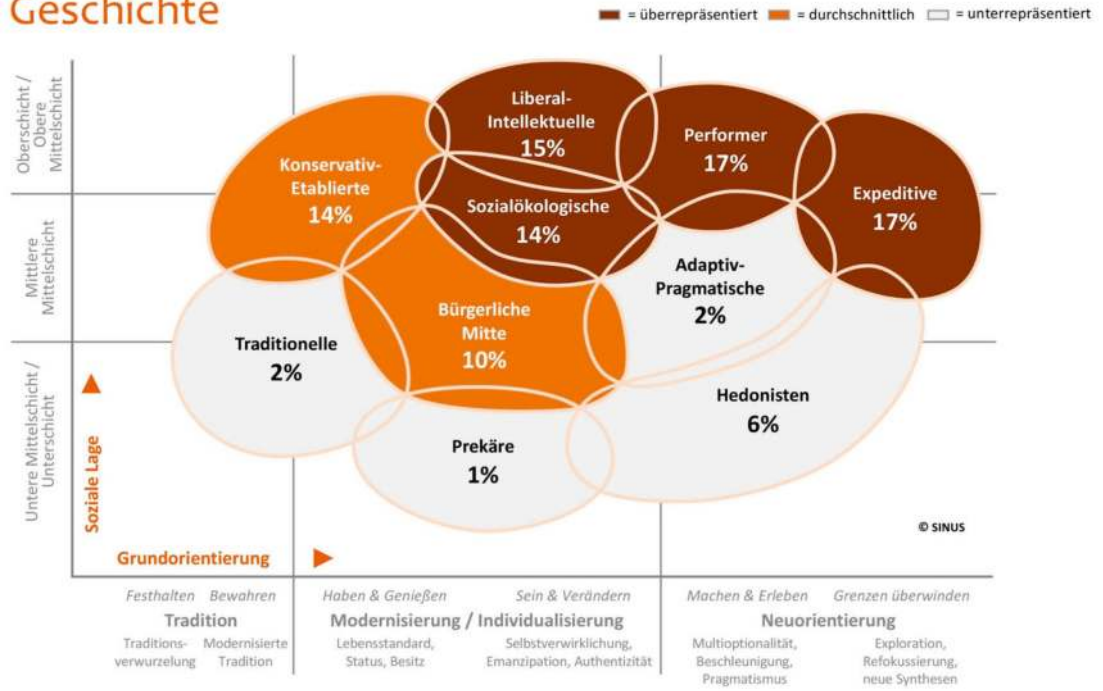 Geschichte
= überrepräsentiert = durchschnittlich = unterrepräsentiert
Oberschicht /
Obere
Mittelschicht
Mittlere
Mittelschicht
Untere Mittelschicht /
Unterschicht
Soziale Lage
Liberal-
Intellektuelle
15%
Performer
17%
Konservativ-
Etablierte
14%
Expeditive
17%
Sozialökologische
14%
Adaptiv-
Pragmatische
2%
Bürgerliche
Mitte
10%
Traditionelle
2%
Hedonisten
6%
Prekäre
1%
© SINUS
Grundorientierung
Festhalten Bewahren
Tradition
Traditions-
verwurzelung
Modernisierte
Tradition
Haben & Genießen Sein & Verändern
Modernisierung / Individualisierung
Lebensstandard,
Status, Besitz
Selbstverwirklichung,
Emanzipation, Authentizität
Machen & Erleben Grenzen überwinden
Neuorientierung
Multioptionalität,
Beschleunigung,
Pragmatismus
Exploration,
Refokussierung,
neue Synthesen